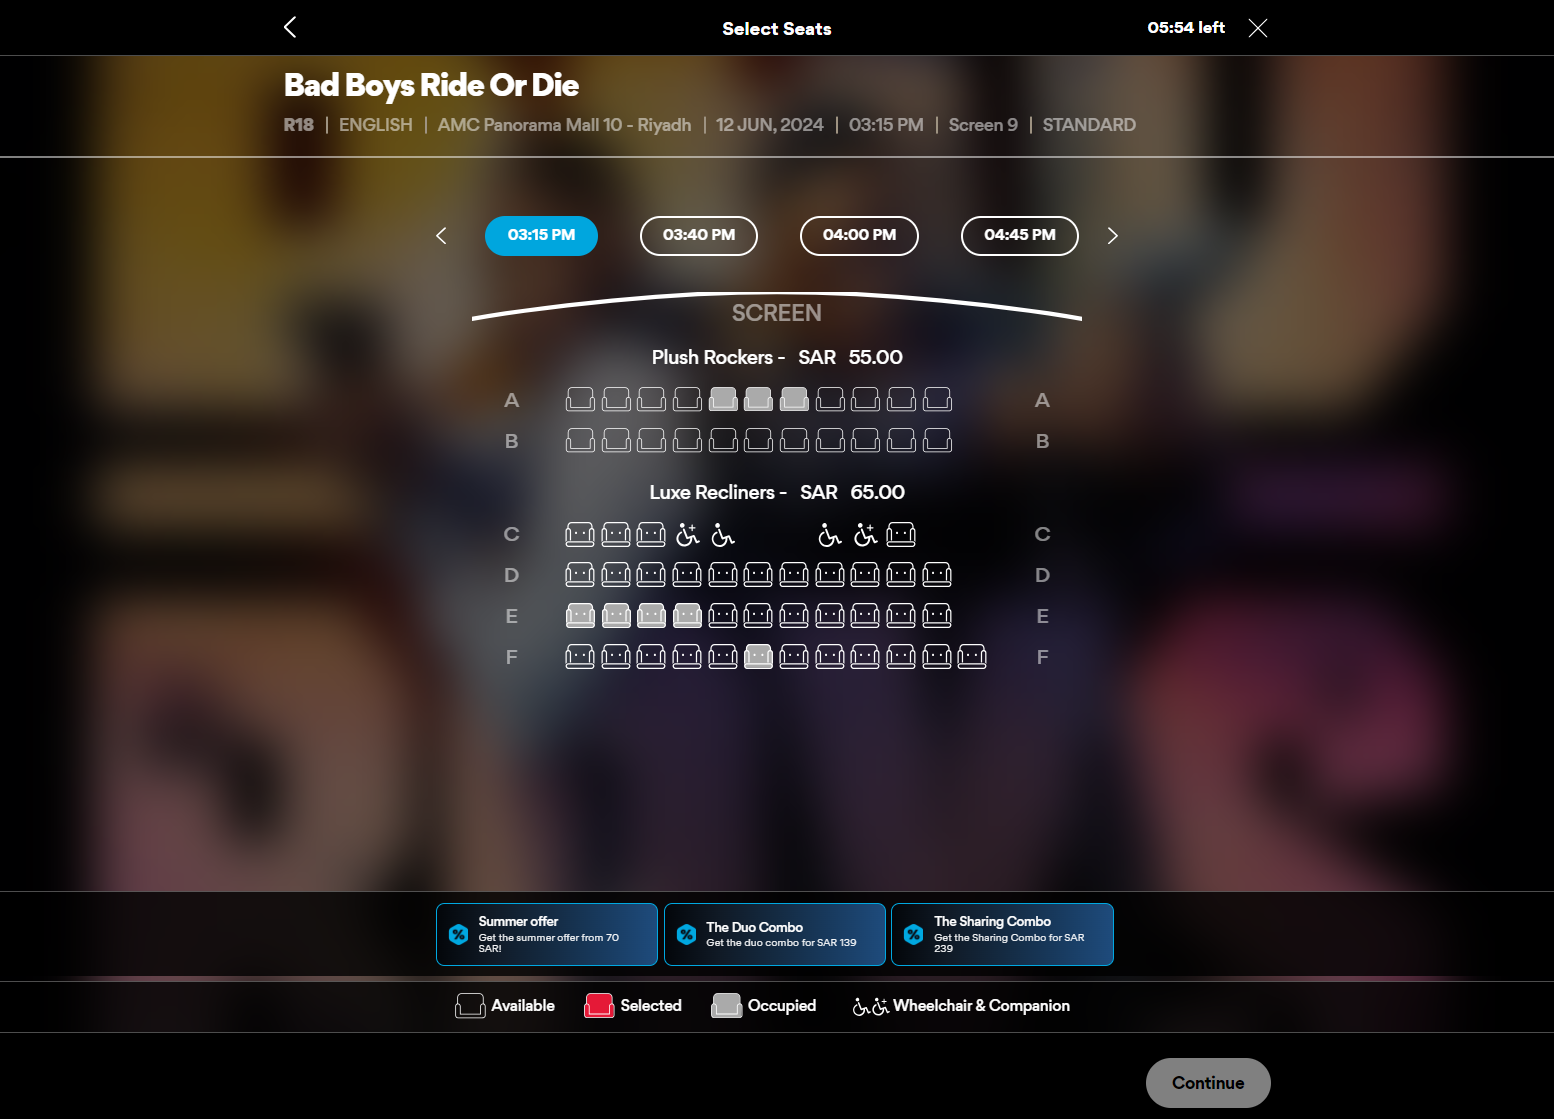 Select Seats
05:54 left
Bad Boys Ride Or Die
R18 | ENGLISH | AMC Panorama Mall 10 - Riyadh | 12 JUN, 2024 | 03:15 PM | Screen 9 | STANDARD
03:15 PM 03:40 PM 04:00 PM 04:45 PM
SCREEN
Plush Rockers - SAR 55.00
A A
B B
Luxe Recliners - SAR 65.00
C C
D D
E E
F F
Summer offer
Get the summer offer from 70
SAR!
The Duo Combo
Get the duo combo for SAR 139
The Sharing Combo
Get the Sharing Combo for SAR
239
Available Selected Occupied Wheelchair & Companion
Continue